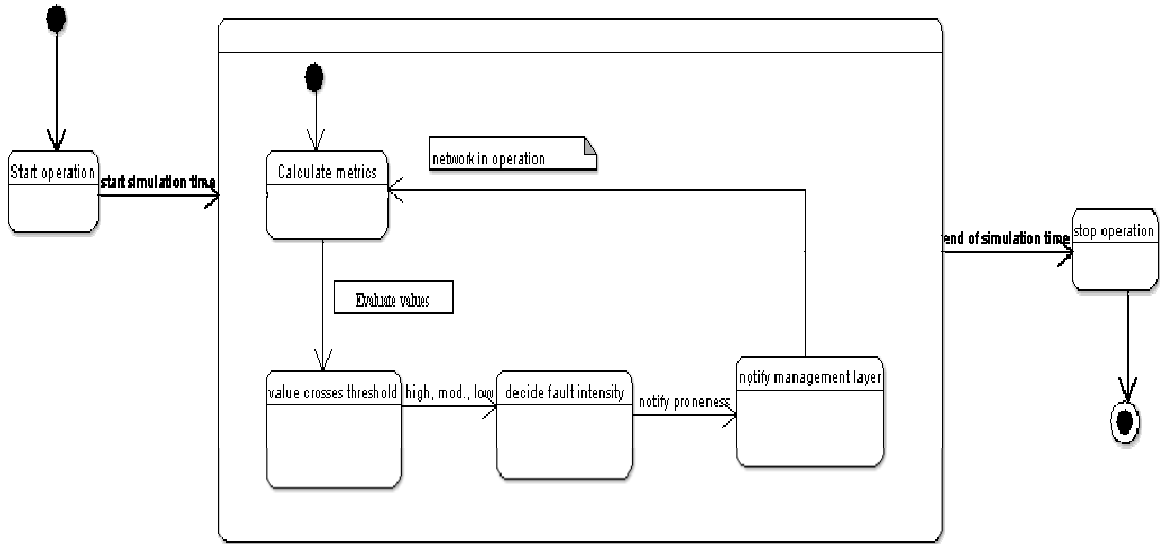 network in operation
Start operation
Calculate metrics
start simulation time
stop operation
end of simulation time
Evaluate values
notify management layer
value crosses threshold
high, mod., low
decide fault intensity
notify proneness